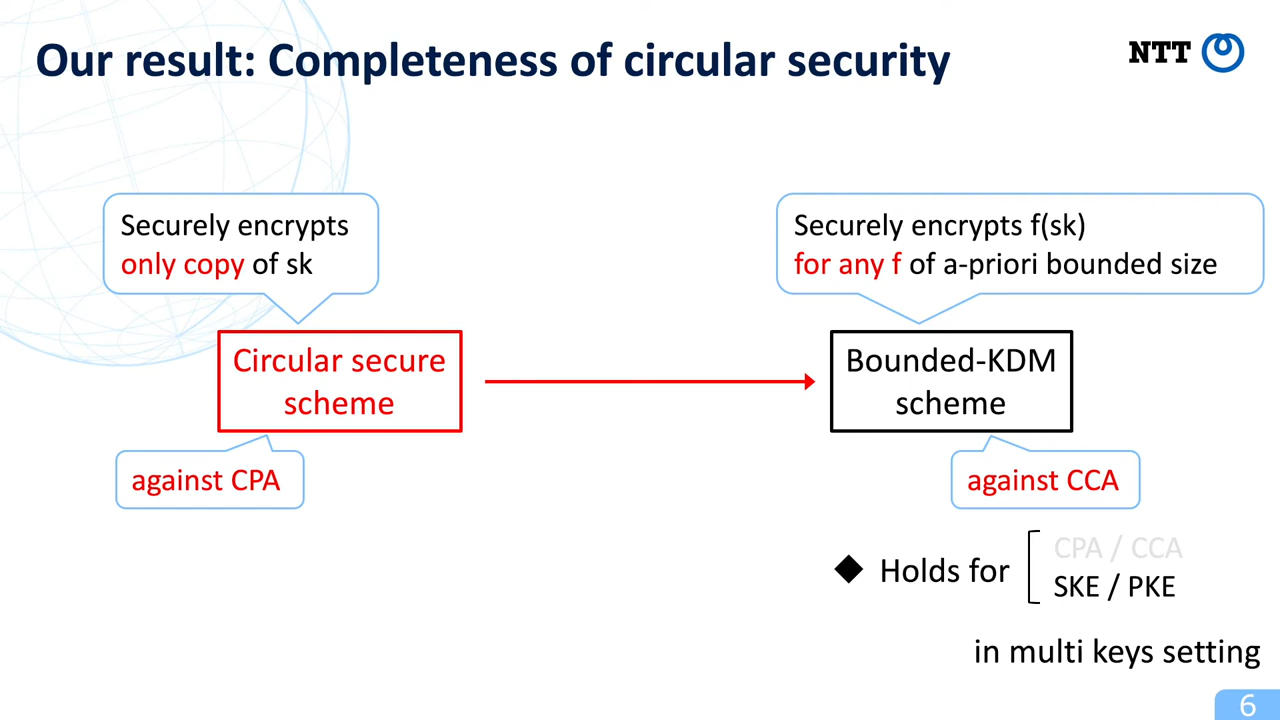 Our result: Completeness of circular security
NTT
Securely encrypts
only copy of sk
Securely encrypts f(sk)
for any f of a-priori bounded size
Circular secure
scheme
Bounded-KDM
scheme
against CPA
against CCA
◆ Holds for
CPA / CCA
SKE / PKE
in multi keys setting
6